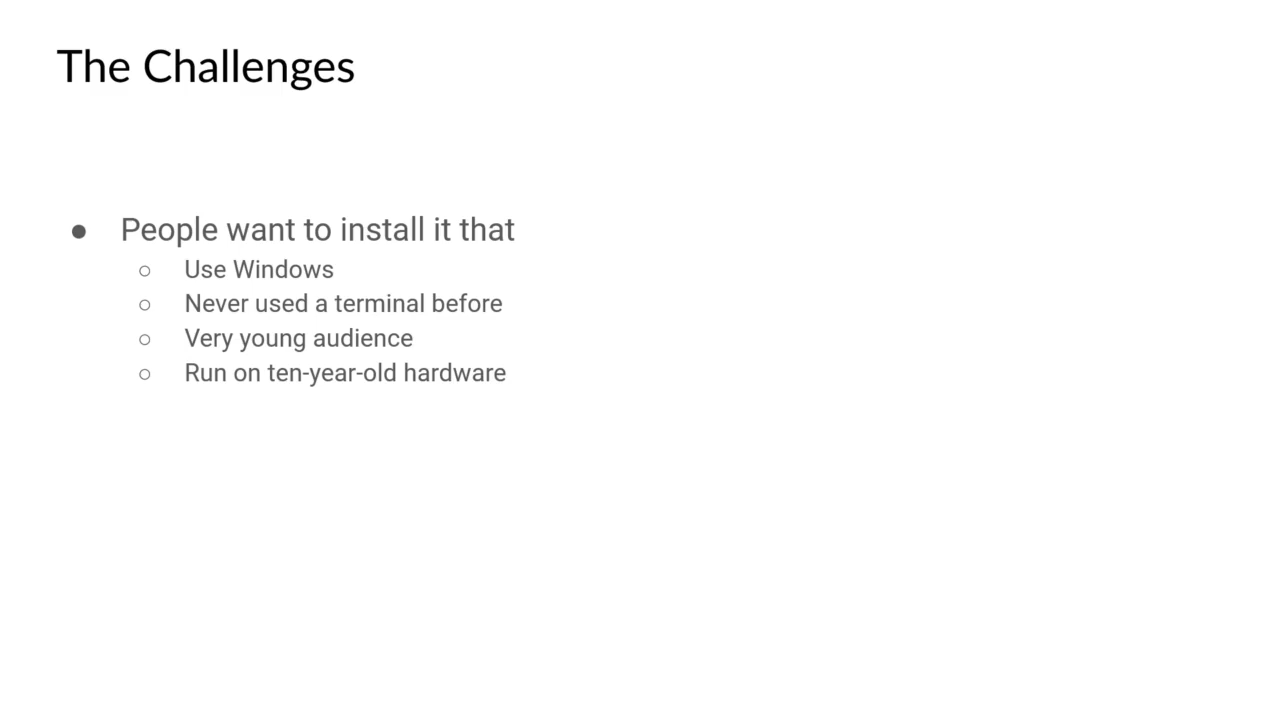 The Challenges
● People want to install it that
○ Use Windows
○ Never used a terminal before
○ Very young audience
○ Run on ten-year-old hardware